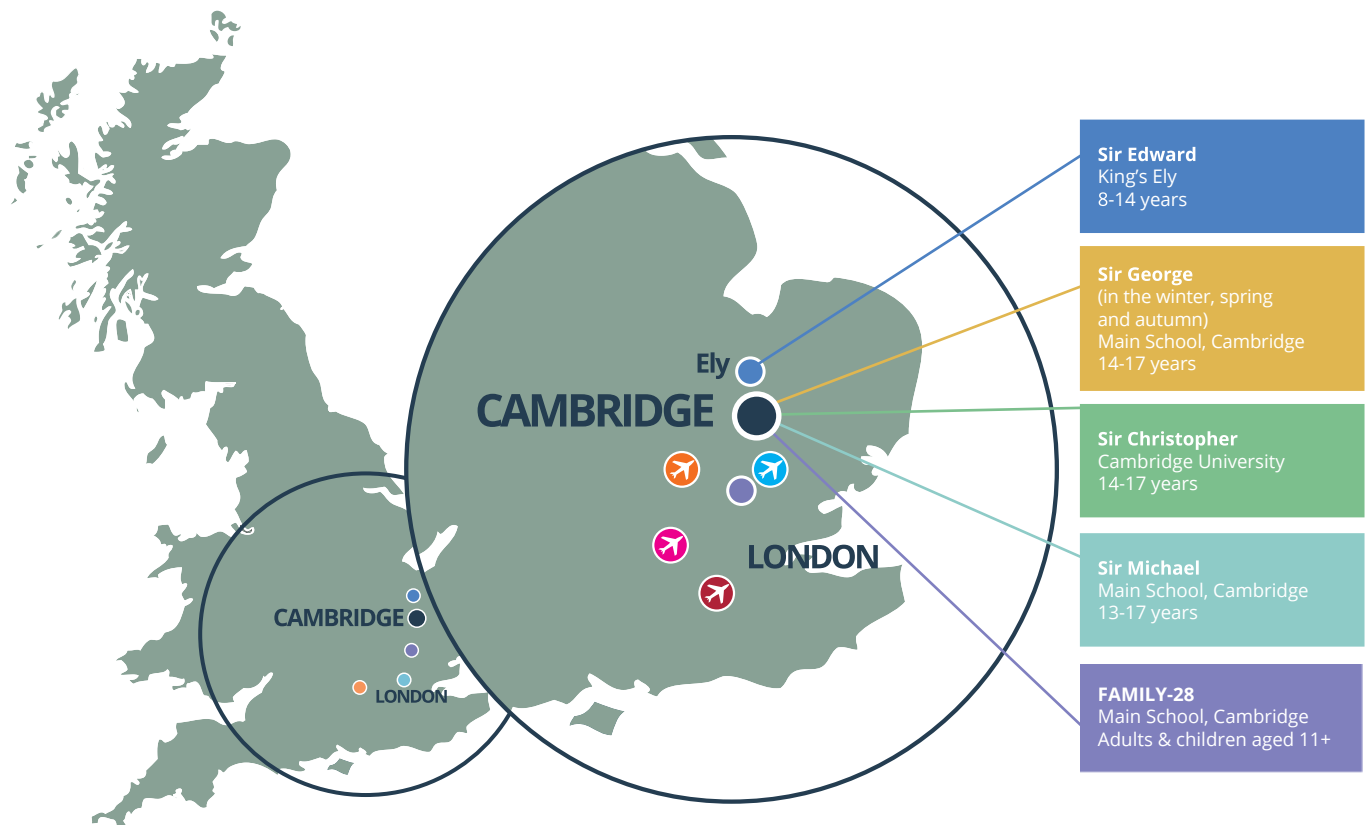 Ely
CAMBRIDGE
LONDON
CAMBRIDGE
LONDON
Sir Edward
King’s Ely
8-14 years
Sir George
(in the winter, spring
and autumn)
Main School, Cambridge
14-17 years
Sir Christopher
Cambridge University
14-17 years
Sir Michael
Main School, Cambridge
13-17 years
FAMILY-28
Main School, Cambridge
Adults & children aged 11+